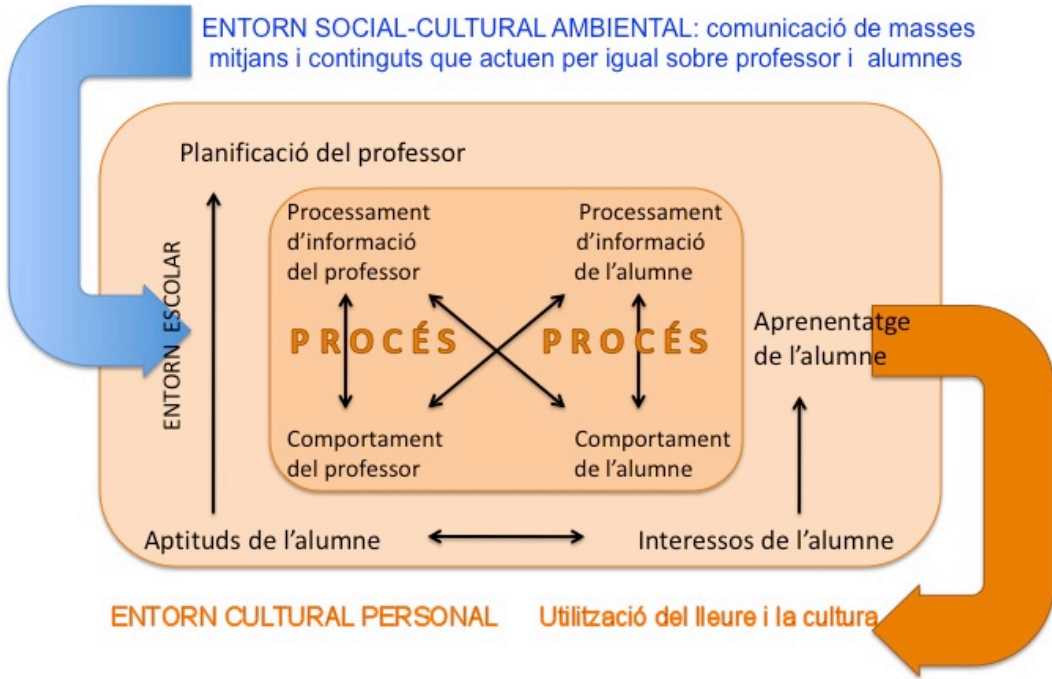 ENTORN SOCIAL-CULTURAL AMBIENTAL: comunicació de masses
mitjans i continguts que actuen per igual sobre professor i alumnes
Planificació del professor
ENTORN ESCOLAR
Processament
d'informació
del professor
Processament
d'informació
de l'alumne
PROCÉS
PROCÉS
Aprenentatge
de l'alumne
Comportament
del professor
Comportament
de l'alumne
Aptituds de l'alumne
Interessos de l'alumne
ENTORN CULTURAL PERSONAL
Utilització del lleure i la cultura